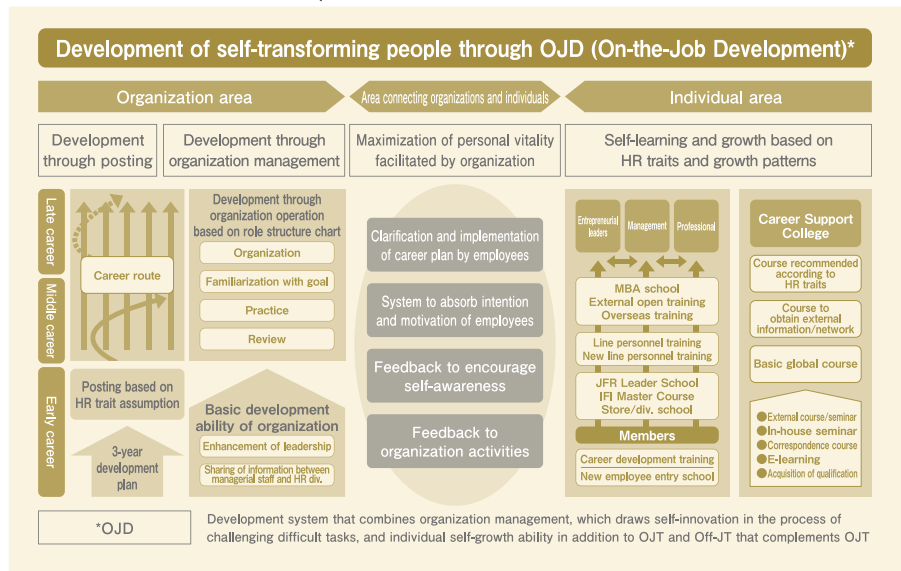 Development of self-transforming people through OJD (On-the-Job Development)*
Organization area
Area connecting organizations and individuals
Individual area
Development
through posting
Development through
organization management
Maximization of personal vitality
facilitated by organization
Self-learning and growth based on
HR traits and growth patterns
Late career
Middle career
Early career
Career route
Posting based on
HR trait assumption
3-year
development
plan
Development through
organization operation
based on role structure chart
Organization
Familiarization with goal
Practice
Review
Basic development
ability of organization
Enhancement of leadership
Sharing of information between
managerial staff and HR div.
Clarification and implementation
of career plan by employees
System to absorb intention
and motivation of employees
Feedback to encourage
self-awareness
Feedback to
organization activities
Entrepreneurial
leaders
Management
Professional
MBA school
External open training
Overseas training
Line personnel training
New line personnel training
JFR Leader School
IFI Master Course
Store/div. school
Members
Career development training
New employee entry school
Career Support
College
Course recommended
according to
HR traits
Course to
obtain external
information/network
Basic global course
●External course/seminar
●In-house seminar
●Correspondence course
●E-learning
●Acquisition of qualification
*OJD
Development system that combines organization management, which draws self-innovation in the process of
challenging difficult tasks, and individual self-growth ability in addition to OJT and Off-JT that complements OJT